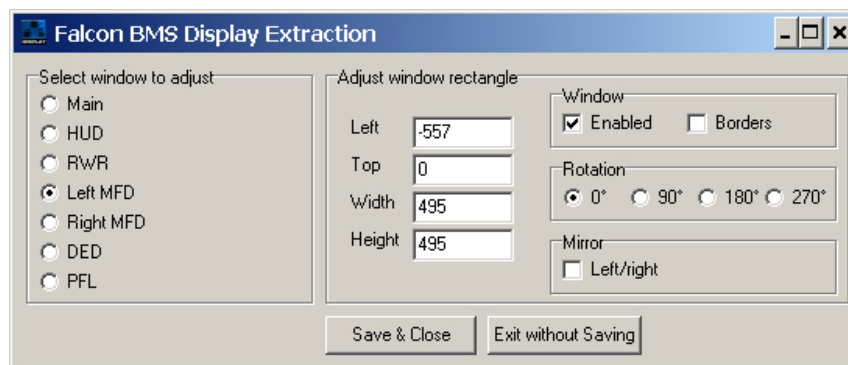 Falcon BMS Display Extraction
Select window to adjust
Main
HUD
RWR
Left MFD
Right MFD
DED
PFL
Adjust window rectangle
Left -557
Top 0
Width 495
Height 495
Window
Enabled Borders
Rotation
0° 90° 180° 270°
Mirror
Left/right
Save & Close Exit without Saving